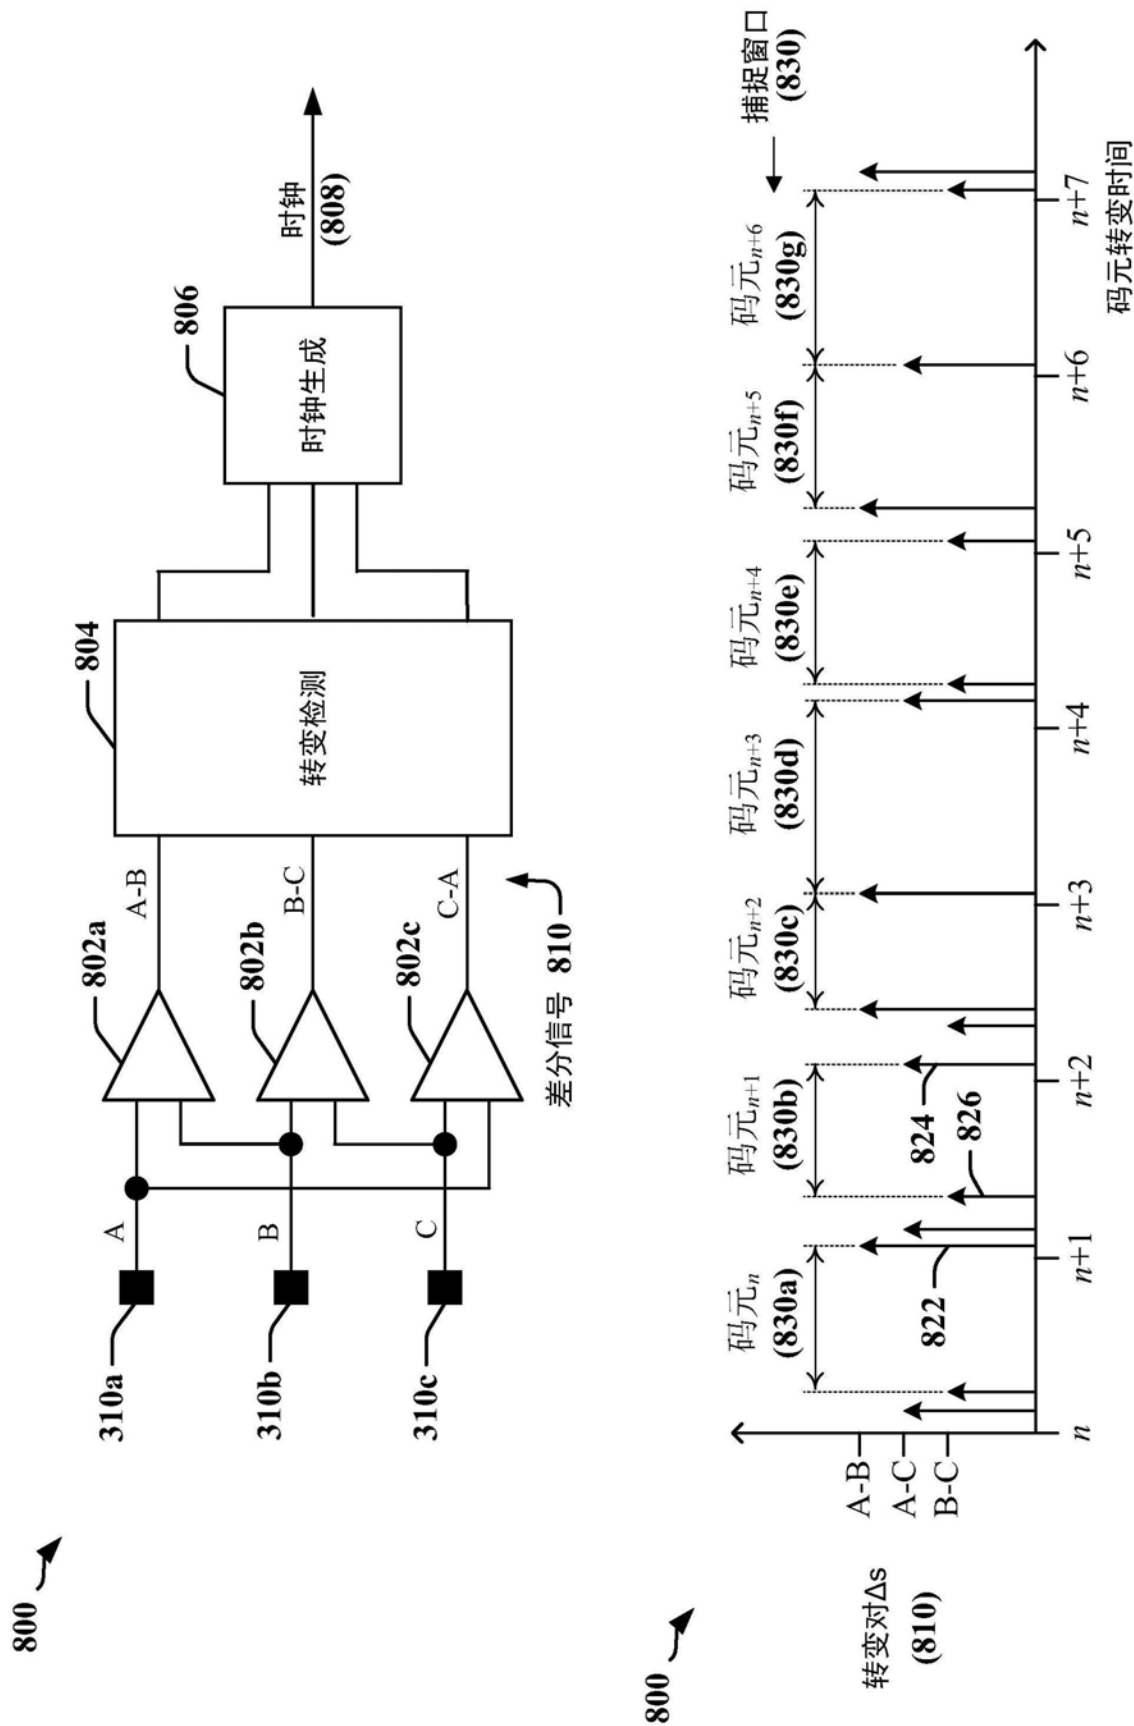 800
310a
310b
310c
A
B
C
802a
802b
802c
A-B
B-C
C-A
差分信号 810
804
转变检测
806
时钟生成
时钟
(808)
800
转变对Δs
(810)
A-B
A-C
B-C
码元n
(830a)
码元n+1
(830b)
码元n+2
(830c)
码元n+3
(830d)
码元n+4
(830e)
码元n+5
(830f)
码元n+6
(830g)
捕捉窗口
(830)
822
824
826
n
n+1
n+2
n+3
n+4
n+5
n+6
n+7
码元转变时间